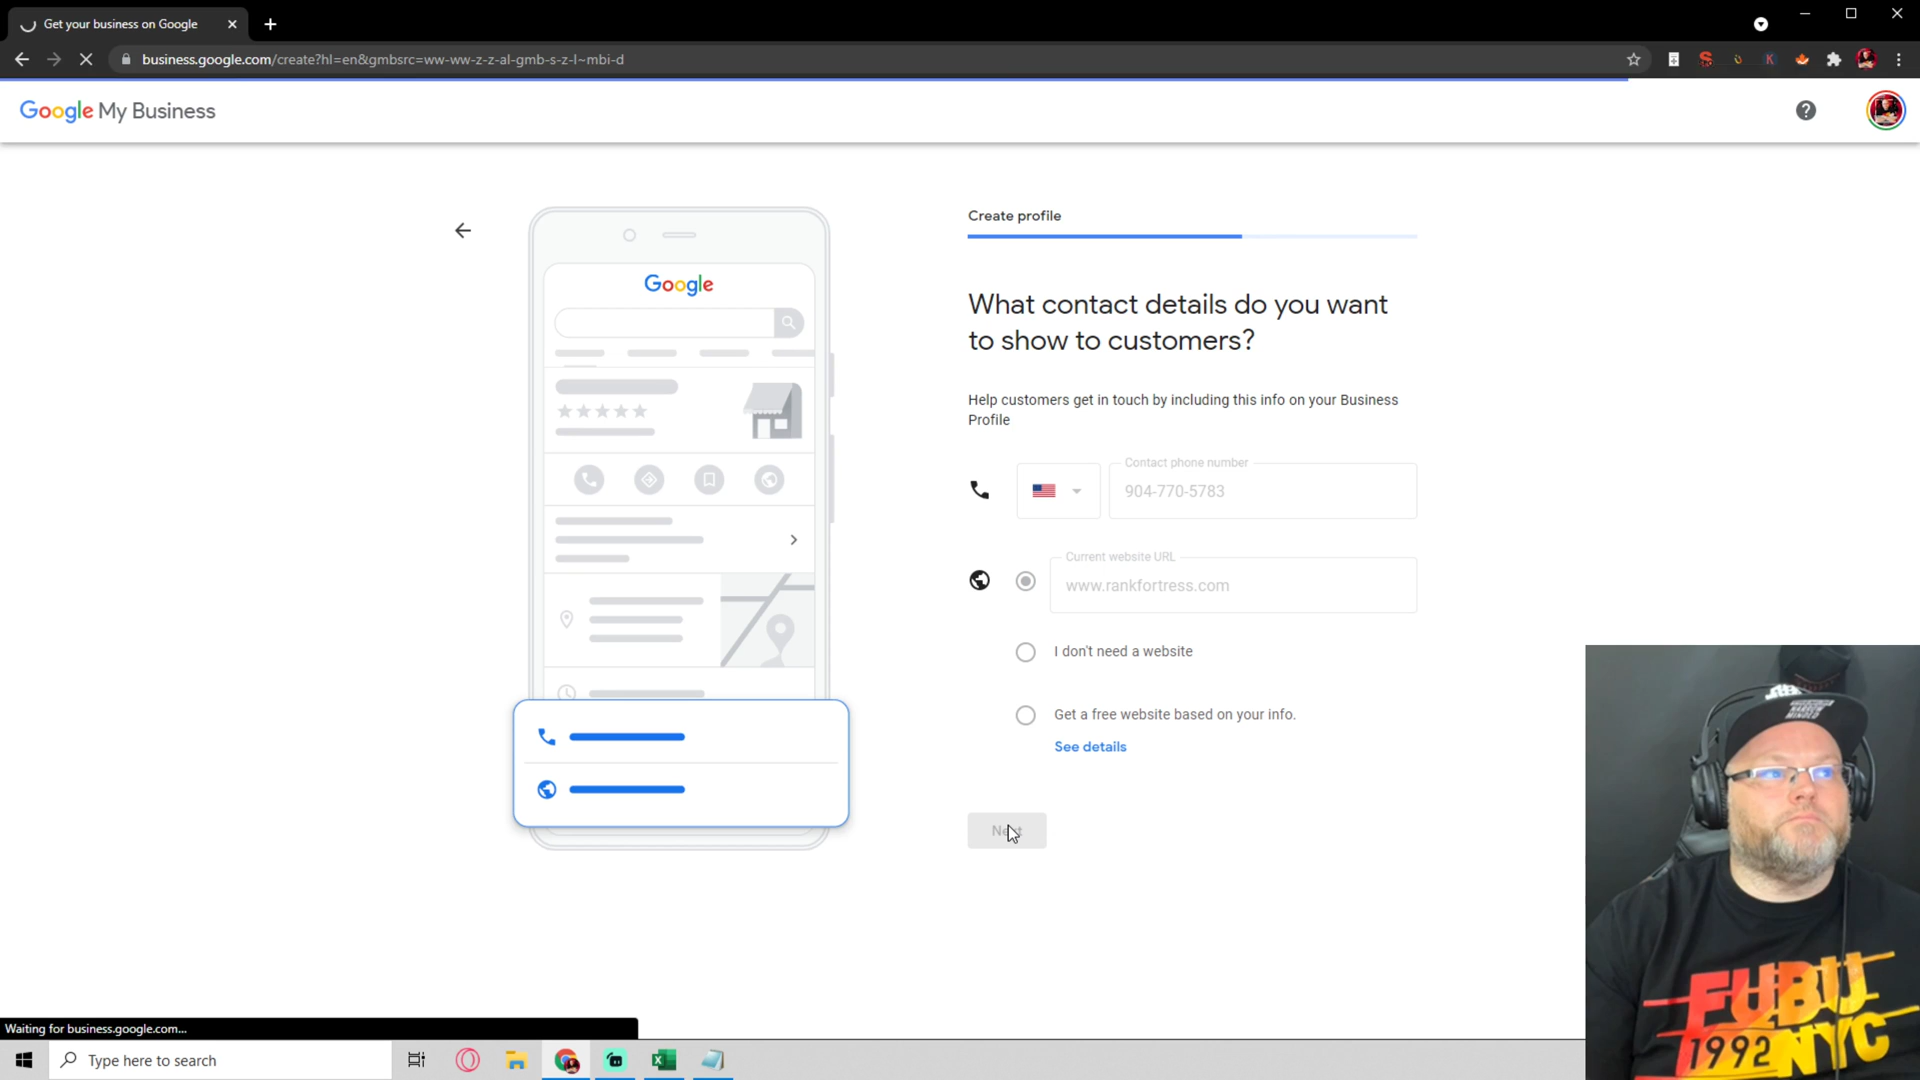 Get your business on Google
business.google.com/create?hl=en&gmbsrc=ww-ww-z-z-al-gmb-s-z-l~mbi-d
Google My Business
Create profile
Google
What contact details do you want
to show to customers?
Help customers get in touch by including this info on your Business
Profile
Contact phone number
904-770-5783
Current website URL
www.rankfortress.com
I don't need a website
Get a free website based on your info.
See details
Next
Waiting for business.google.com...
Type here to search
FUBU
1992 NYC